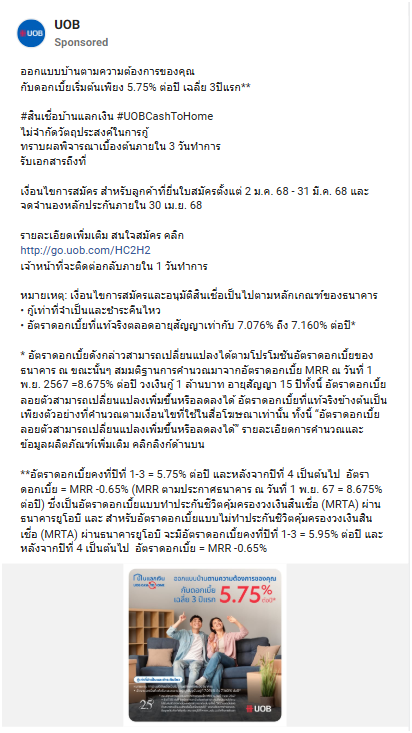 UOB
Sponsored
ออกแบบบ้านตามความต้องการของคุณ
กับดอกเบี้ยเริ่มต้นเพียง 5.75% ต่อปี เฉลี่ย 3ปีแรก**
#สินเชื่อบ้านแลกเงิน #UOBCashToHome
ไม่จำกัดวัตถุประสงค์ในการกู้
ทราบผลพิจารณาเบื้องต้นภายใน 3 วันทำการ
รับเอกสารถึงที่
เงื่อนไขการสมัคร สำหรับลูกค้าที่ยื่นใบสมัครตั้งแต่ 2 ม.ค. 68 - 31 มี.ค. 68 และ
จดจำนองหลักประกันภายใน 30 เม.ย. 68
รายละเอียดเพิ่มเติม สนใจสมัคร คลิก
http://go.uob.com/HC2H2
เจ้าหน้าที่จะติดต่อกลับภายใน 1 วันทำการ
หมายเหตุ: เงื่อนไขการสมัครและอนุมัติสินเชื่อเป็นไปตามหลักเกณฑ์ของธนาคาร
• กู้เท่าที่จำเป็นและชำระคืนไหว
• อัตราดอกเบี้ยที่แท้จริงตลอดอายุสัญญาเท่ากับ 7.076% ถึง 7.160% ต่อปี*
* อัตราดอกเบี้ยดังกล่าวสามารถเปลี่ยนแปลงได้ตามโปรโมชันอัตราดอกเบี้ยของ
ธนาคาร ณ ขณะนั้นๆ สมมติฐานการคำนวณมาจากอัตราดอกเบี้ย MRR ณ วันที่ 1
พ.ย. 2567 =8.675% ต่อปี วงเงินกู้ 1 ล้านบาท อายุสัญญา 15 ปีทั้งนี้ อัตราดอกเบี้ย
ลอยตัวสามารถเปลี่ยนแปลงเพิ่มขึ้นหรือลดลงได้ อัตราดอกเบี้ยที่แท้จริงข้างต้นเป็น
เพียงตัวอย่างที่คำนวณตามเงื่อนไขที่ใช้ในสื่อโฆษณาเท่านั้น ทั้งนี้ “อัตราดอกเบี้ย
ลอยตัวสามารถเปลี่ยนแปลงเพิ่มขึ้นหรือลดลงได้” รายละเอียดการคำนวณและ
ข้อมูลผลิตภัณฑ์เพิ่มเติม คลิกลิงก์ด้านบน
**อัตราดอกเบี้ยคงที่ปีที่ 1-3 = 5.75% ต่อปี และหลังจากปีที่ 4 เป็นต้นไป อัตรา
ดอกเบี้ย = MRR -0.65% (MRR ตามประกาศธนาคาร ณ วันที่ 1 พ.ย. 67 = 8.675%
ต่อปี) ซึ่งเป็นอัตราดอกเบี้ยแบบทำประกันชีวิตคุ้มครองวงเงินสินเชื่อ (MRTA) ผ่าน
ธนาคารยูโอบี และ สำหรับอัตราดอกเบี้ยแบบไม่ทำประกันชีวิตคุ้มครองวงเงินสิน
เชื่อ (MRTA) ผ่านธนาคารยูโอบี จะมีอัตราดอกเบี้ยคงที่ปีที่ 1-3 = 5.95% ต่อปี และ
หลังจากปีที่ 4 เป็นต้นไป อัตราดอกเบี้ย = MRR -0.65%
ออกแบบบ้านตามความต้องการของคุณ
กับดอกเบี้ย
เฉลี่ย 3 ปีแรก 5.75% ต่อปี*
25
UOB